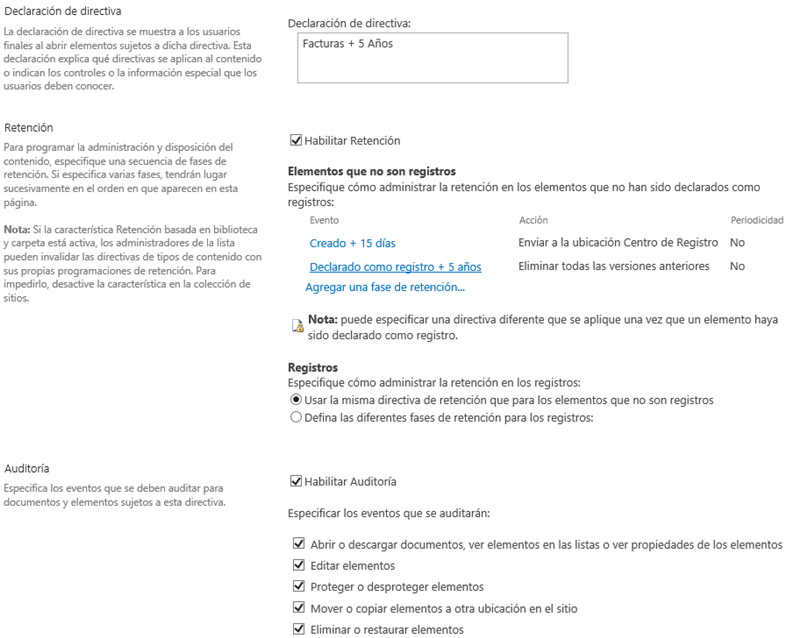 Declaración de directiva
La declaración de directiva se muestra a los usuarios
finales al abrir elementos sujetos a dicha directiva. Esta
declaración explica qué directivas se aplican al contenido
o indican los controles o la información especial que los
usuarios deben conocer.
Declaración de directiva:
Facturas + 5 Años
Retención
Para programar la administración y disposición del
contenido, especifique una secuencia de fases de
retención. Si especifica varias fases, tendrán lugar
sucesivamente en el orden en que aparecen en esta
página.
Nota: Si la característica Retención basada en biblioteca
y carpeta está activa, los administradores de la lista
pueden invalidar las directivas de tipos de contenido con
sus propias programaciones de retención. Para
impedirlo, desactive la característica en la colección de
sitios.
Habilitar Retención
Elementos que no son registros
Especifique cómo administrar la retención en los elementos que no han sido declarados como
registros:
Evento Acción Periodicidad
Creado + 15 días Enviar a la ubicación Centro de Registro No
Declarado como registro + 5 años Eliminar todas las versiones anteriores No
Agregar una fase de retención...
Nota: puede especificar una directiva diferente que se aplique una vez que un elemento haya
sido declarado como registro.
Registros
Especifique cómo administrar la retención en los registros:
Usar la misma directiva de retención que para los elementos que no son registros
Defina las diferentes fases de retención para los registros:
Auditoría
Especifica los eventos que se deben auditar para
documentos y elementos sujetos a esta directiva.
Habilitar Auditoría
Especificar los eventos que se auditarán:
Abrir o descargar documentos, ver elementos en las listas o ver propiedades de los elementos
Editar elementos
Proteger o desproteger elementos
Mover o copiar elementos a otra ubicación en el sitio
Eliminar o restaurar elementos